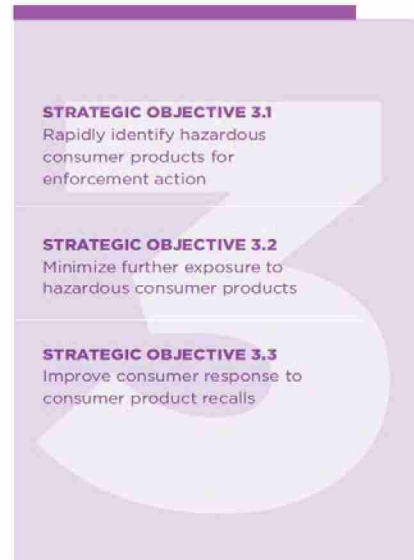 STRATEGIC OBJECTIVE 3.1
Rapidly identify hazardous
consumer products for
enforcement action
STRATEGIC OBJECTIVE 3.2
Minimize further exposure to
hazardous consumer products
STRATEGIC OBJECTIVE 3.3
Improve consumer response to
consumer product recalls
3